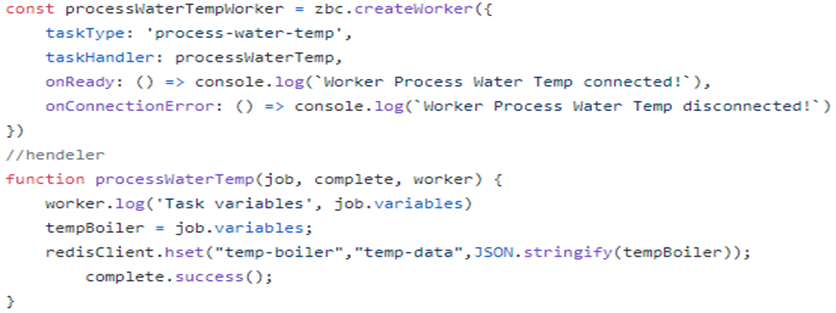 const processWaterTempWorker = zbc.createWorker({
    taskType: 'process-water-temp',
    taskHandler: processWaterTemp,
    onReady: () => console.log(`Worker Process Water Temp connected!`),
    onConnectionError: () => console.log(`Worker Process Water Temp disconnected!`)
})
//hendeler
function processWaterTemp(job, complete, worker) {
    worker.log('Task variables', job.variables)
    tempBoiler = job.variables;
    redisClient.hset("temp-boiler","temp-data",JSON.stringify(tempBoiler));
        complete.success();
}